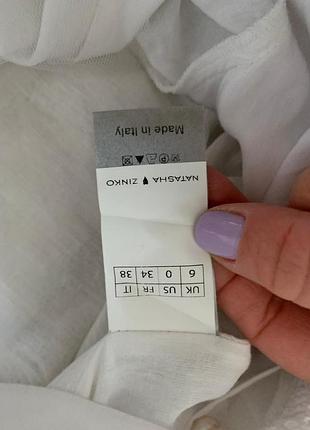 UK US FR IT
6 0 34 38
NATASHA ZINKO
Made in Italy